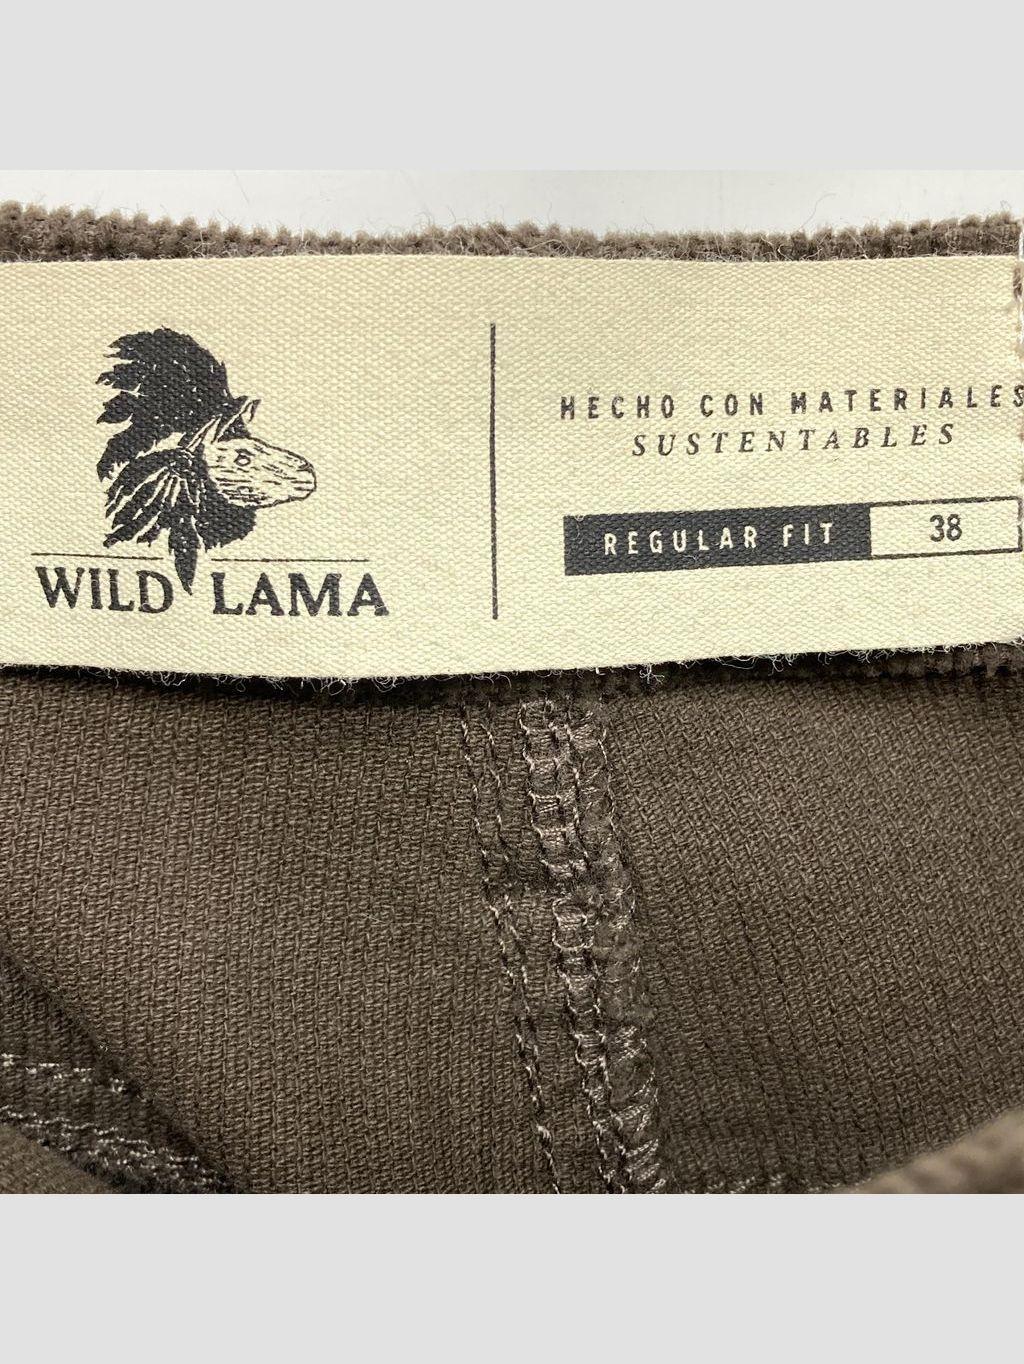 WILD LAMA
HECHO CON MATERIALES
SUSTENTABLES
REGULAR FIT 38